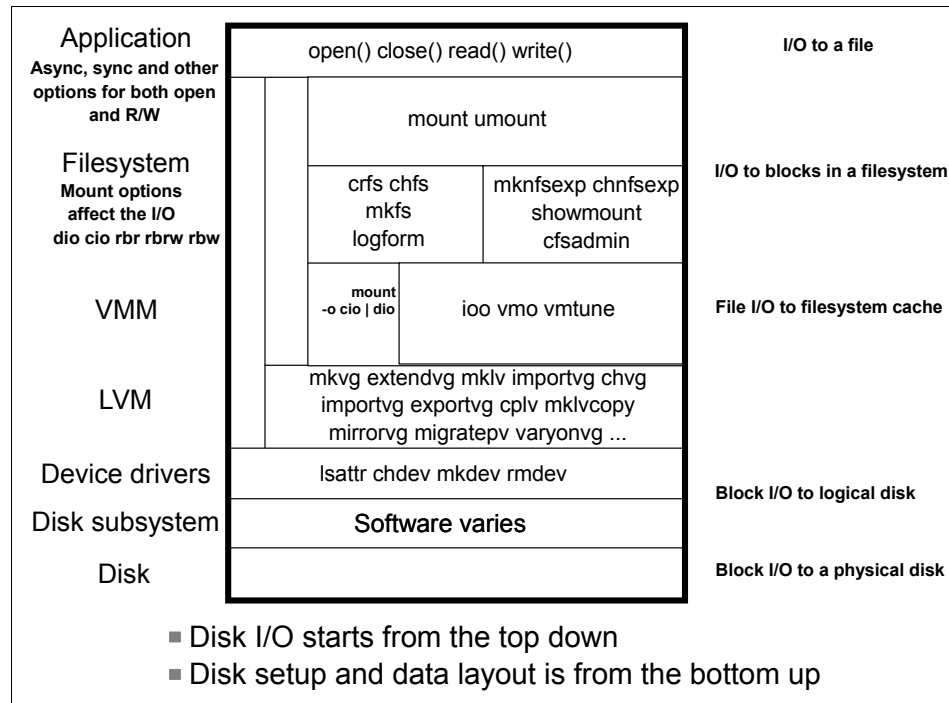 Application
Async, sync and other
options for both open
and R/W
open() close() read() write()
I/O to a file
mount umount
Filesystem
Mount options
affect the I/O
dio cio rbr rbrw rbw
crfs chfs
mkfs
logform
mknfsexp chnfsexp
showmount
cfsadmin
I/O to blocks in a filesystem
VMM
mount
-o cio | dio
ioo vmo vmtune
File I/O to filesystem cache
LVM
mkvg extendvg mklv importvg chvg
importvg exportvg cplv mklvcopy
mirrorvg migratepv varyonvg ...
Device drivers
lsattr chdev mkdev rmdev
Block I/O to logical disk
Disk subsystem
Software varies
Disk
Block I/O to a physical disk
Disk I/O starts from the top down
Disk setup and data layout is from the bottom up